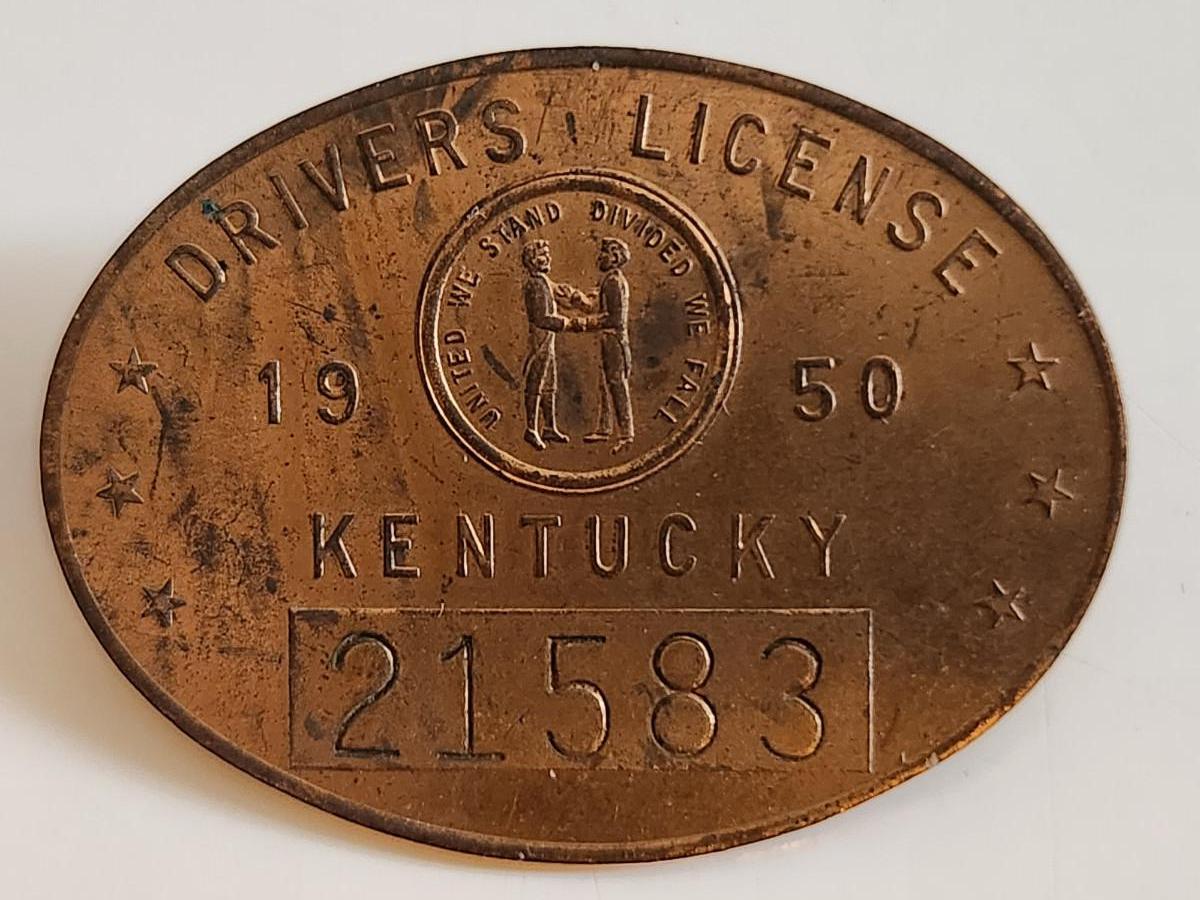 DRIVERS LICENSE
UNITED WE STAND DIVIDED WE FALL
19 50
KENTUCKY
21583